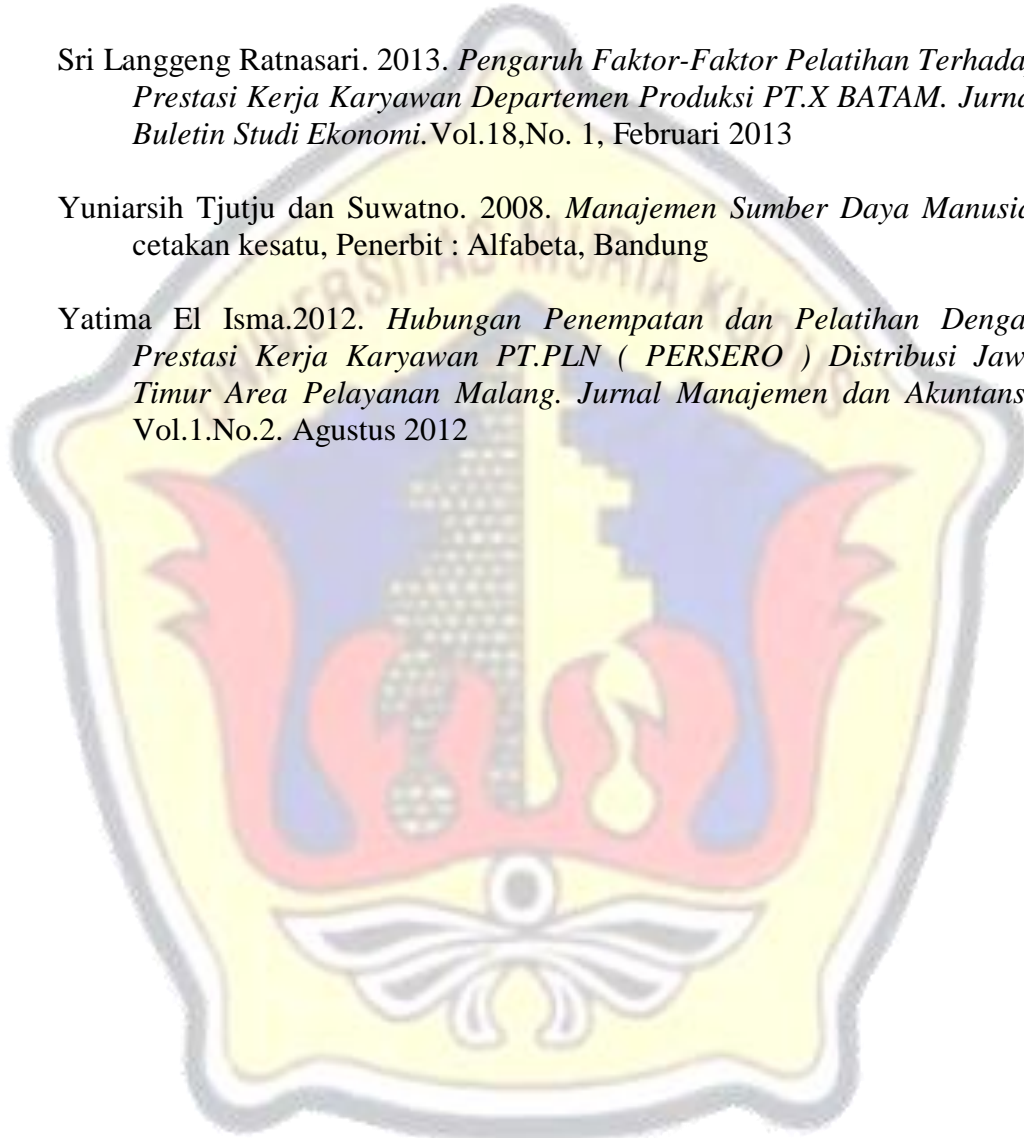 Sri Langgeng Ratnasari. 2013. Pengaruh Faktor-Faktor Pelatihan Terhada
Prestasi Kerja Karyawan Departemen Produksi PT.X BATAM. Jurna
Buletin Studi Ekonomi.Vol.18,No. 1, Februari 2013
Yuniarsih Tjutju dan Suwatno. 2008. Manajemen Sumber Daya Manusia
cetakan kesatu, Penerbit : Alfabeta, Bandung
Yatima El Isma.2012. Hubungan Penempatan dan Pelatihan Denga
Prestasi Kerja Karyawan PT.PLN ( PERSERO ) Distribusi Jaw
Timur Area Pelayanan Malang. Jurnal Manajemen dan Akuntans
Vol.1.No.2. Agustus 2012
UNIVERSITAS MURIA KUDUS